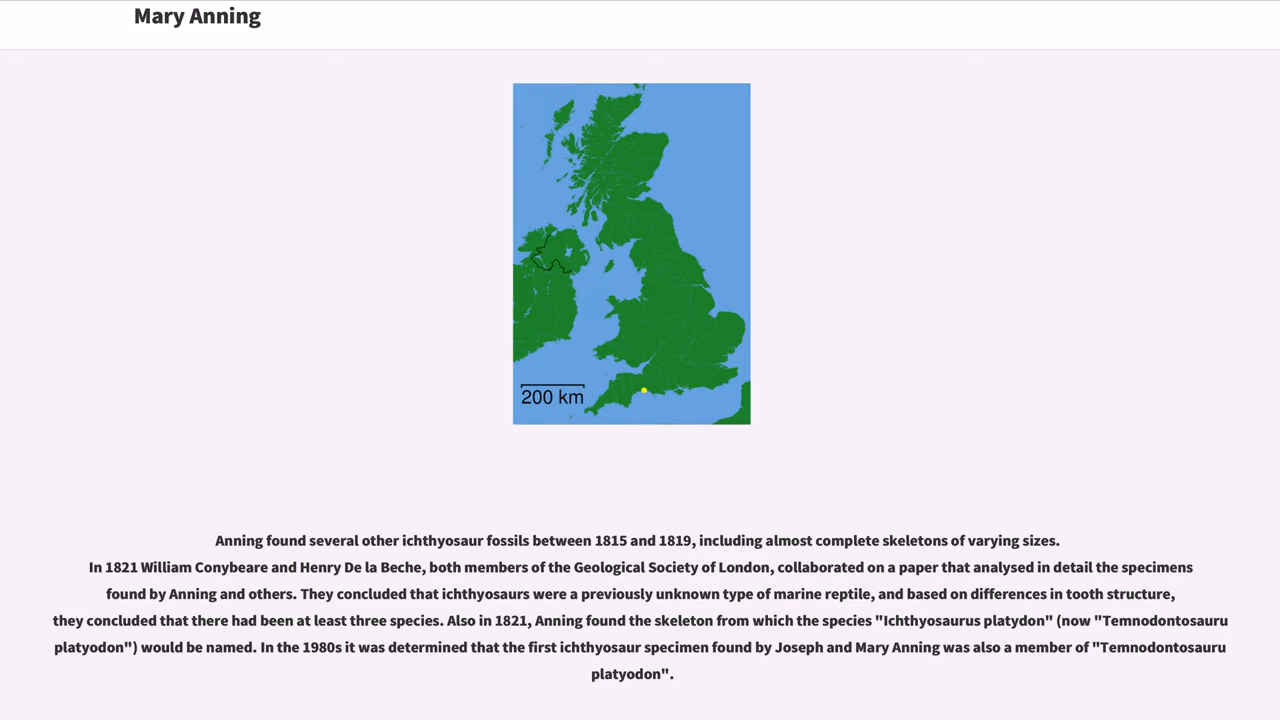 Mary Anning
200 km
Anning found several other ichthyosaur fossils between 1815 and 1819, including almost complete skeletons of varying sizes.
In 1821 William Conybeare and Henry De la Beche, both members of the Geological Society of London, collaborated on a paper that analysed in detail the specimens
found by Anning and others. They concluded that ichthyosaurs were a previously unknown type of marine reptile, and based on differences in tooth structure,
they concluded that there had been at least three species. Also in 1821, Anning found the skeleton from which the species "Ichthyosaurus platydon" (now "Temnodontosauru
platyodon") would be named. In the 1980s it was determined that the first ichthyosaur specimen found by Joseph and Mary Anning was also a member of "Temnodontosauru
platyodon".